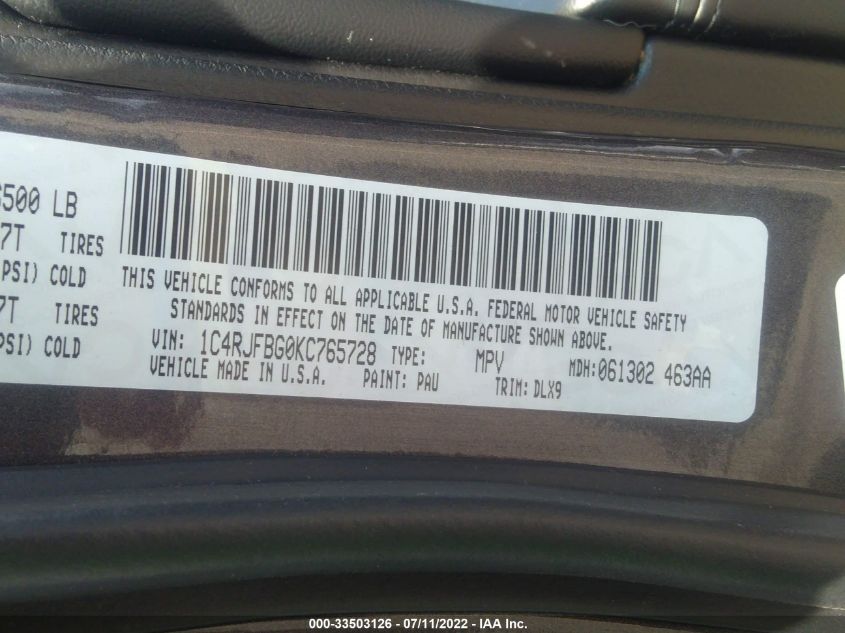 6500 LB
7T TIRES
PSI) COLD
7T TIRES
PSI) COLD
THIS VEHICLE CONFORMS TO ALL APPLICABLE U.S.A. FEDERAL MOTOR VEHICLE SAFETY
STANDARDS IN EFFECT ON THE DATE OF MANUFACTURE SHOWN ABOVE.
VIN: 1C4RJFBG0KC765728 TYPE: MPV MDH:061302 463AA
VEHICLE MADE IN U.S.A. PAINT: PAU TRIM: DLX9
000-33503126 - 07/11/2022 - IAA Inc.